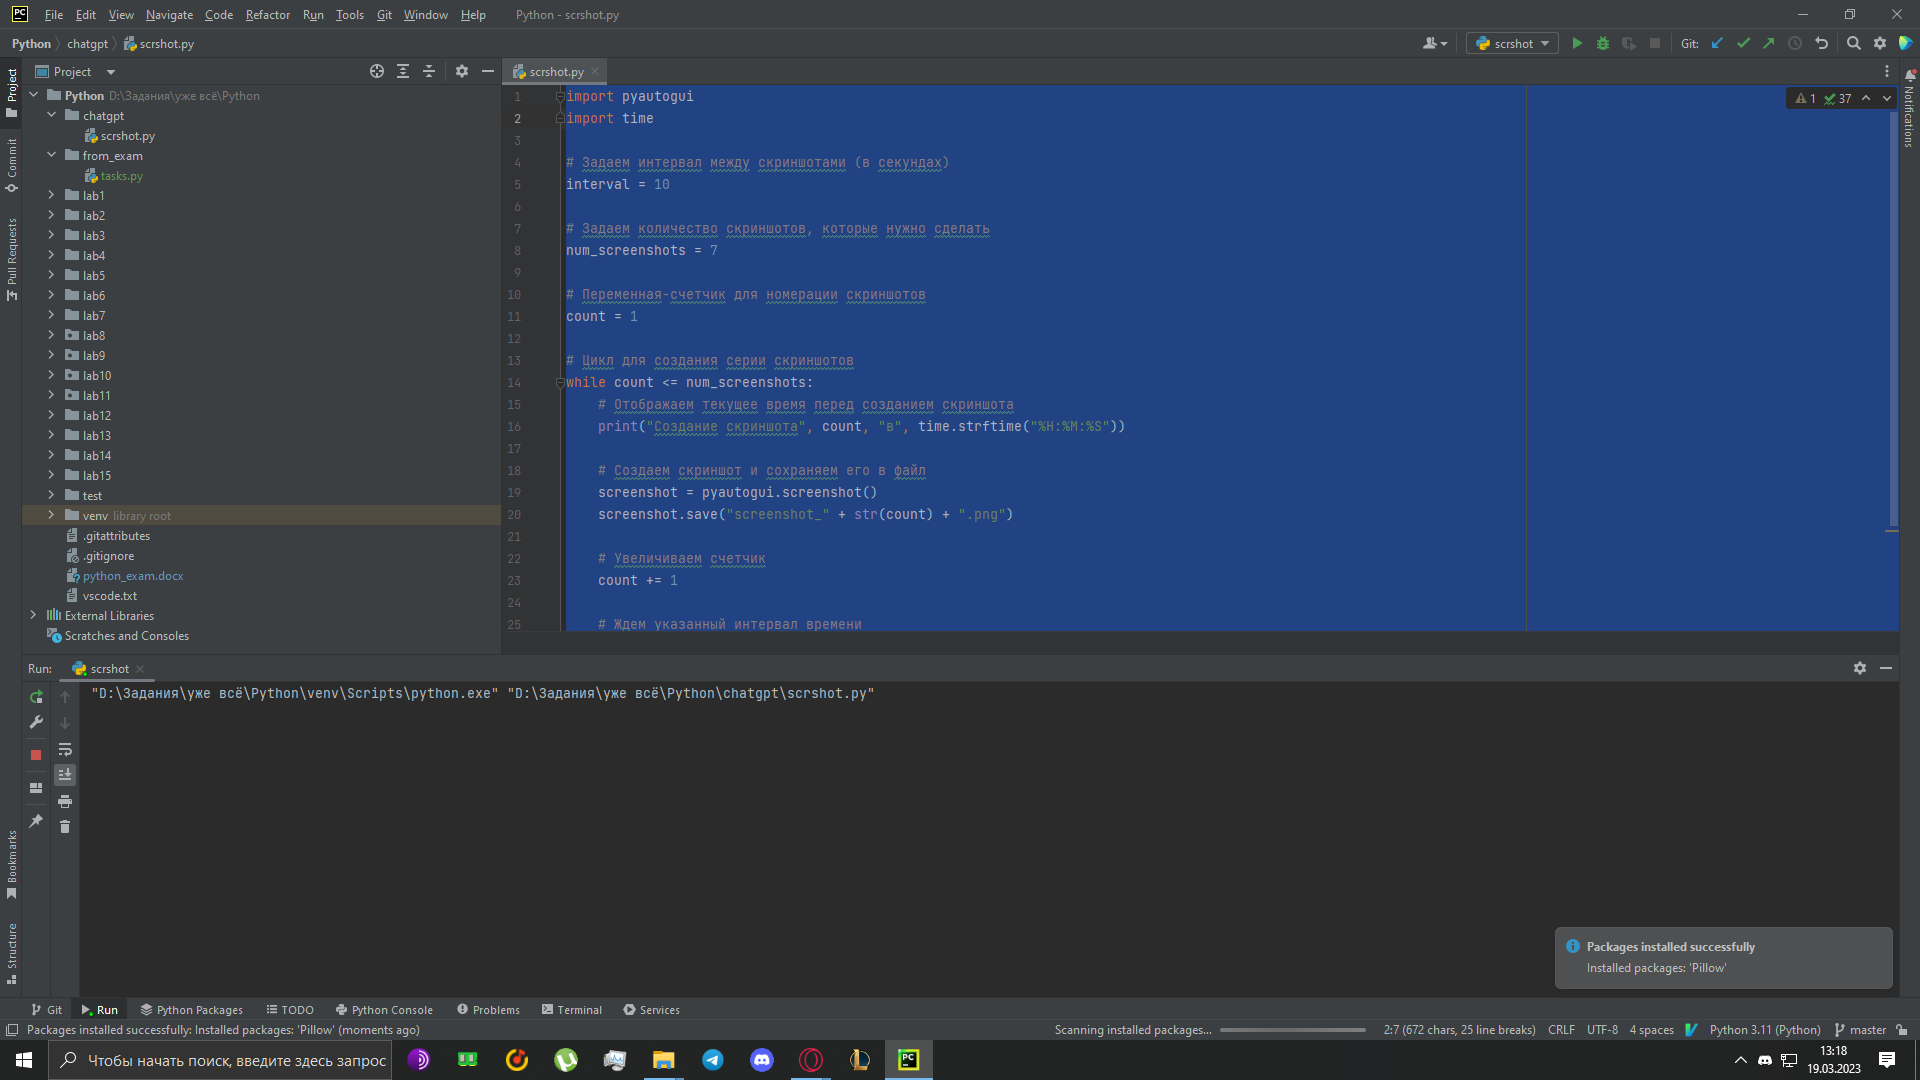 File Edit View Navigate Code Refactor Run Tools Git Window Help Python - scrshot.py
Python chatgpt scrshot.py
scrshot Git:
Project
scrshot.py
Python D:\Задания\уже всё\Python
chatgpt
scrshot.py
from_exam
tasks.py
lab1
lab2
lab3
lab4
lab5
lab6
lab7
lab8
lab9
lab10
lab11
lab12
lab13
lab14
lab15
test
venv library root
.gitattributes
.gitignore
python_exam.docx
vscode.txt
External Libraries
Scratches and Consoles
Project
Commit
Pull Requests
Bookmarks
Structure
Notifications
1 37
1 import pyautogui
2 import time
3
4 # Задаем интервал между скриншотами (в секундах)
5 interval = 10
6
7 # Задаем количество скриншотов, которые нужно сделать
8 num_screenshots = 7
9
10 # Переменная-счетчик для номерации скриншотов
11 count = 1
12
13 # Цикл для создания серии скриншотов
14 while count <= num_screenshots:
15 # Отображаем текущее время перед созданием скриншота
16 print("Создание скриншота", count, "в", time.strftime("%H:%M:%S"))
17
18 # Создаем скриншот и сохраняем его в файл
19 screenshot = pyautogui.screenshot()
20 screenshot.save("screenshot_" + str(count) + ".png")
21
22 # Увеличиваем счетчик
23 count += 1
24
25 # Ждем указанный интервал времени
Run: scrshot
"D:\Задания\уже всё\Python\venv\Scripts\python.exe" "D:\Задания\уже всё\Python\chatgpt\scrshot.py"
Packages installed successfully
Installed packages: 'Pillow'
Git Run Python Packages TODO Python Console Problems Terminal Services
Packages installed successfully: Installed packages: 'Pillow' (moments ago) Scanning installed packages... 2:7 (672 chars, 25 line breaks) CRLF UTF-8 4 spaces Python 3.11 (Python) master
Чтобы начать поиск, введите здесь запрос
13:18
19.03.2023